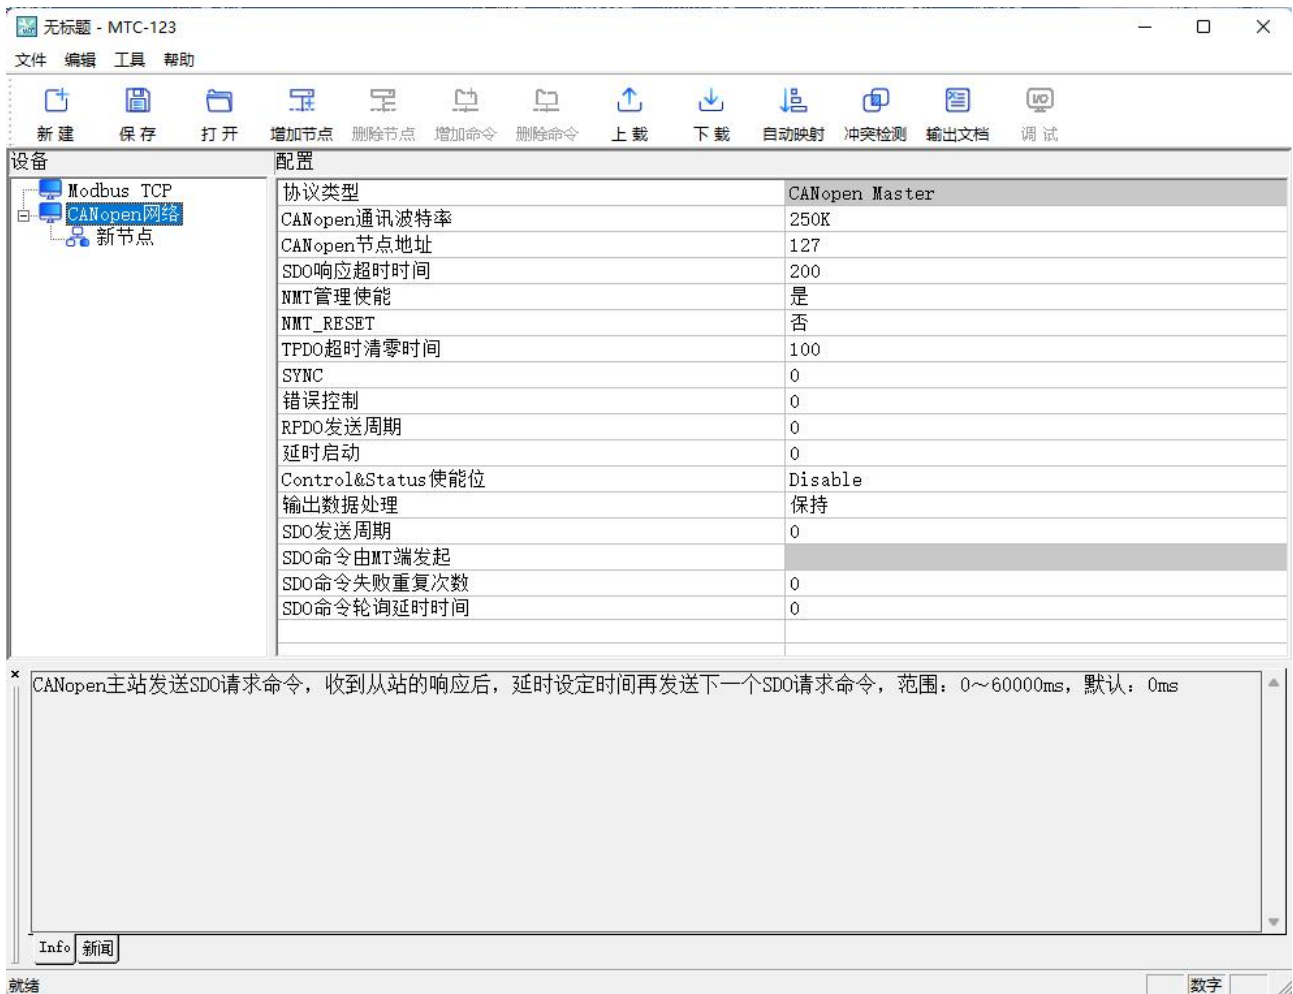 无标题 - MTC-123
文件 编辑 工具 帮助
新建 保存 打开 增加节点 删除节点 增加命令 删除命令 上载 下载 自动映射 冲突检测 输出文档 调试
设备 配置
Modbus TCP
CANopen网络
新节点
协议类型 CANopen Master
CANopen通讯波特率 250K
CANopen节点地址 127
SDO响应超时时间 200
NMT管理使能 是
NMT_RESET 否
TPDO超时清零时间 100
SYNC 0
错误控制 0
RPDO发送周期 0
延时启动 0
Control&Status使能位 Disable
输出数据处理 保持
SDO发送周期 0
SDO命令由MT端发起
SDO命令失败重复次数 0
SDO命令轮询延时时间 0
CANopen主站发送SDO请求命令，收到从站的响应后，延时设定时间再发送下一个SDO请求命令，范围：0～60000ms，默认：0ms
Info 新闻
就绪 数字